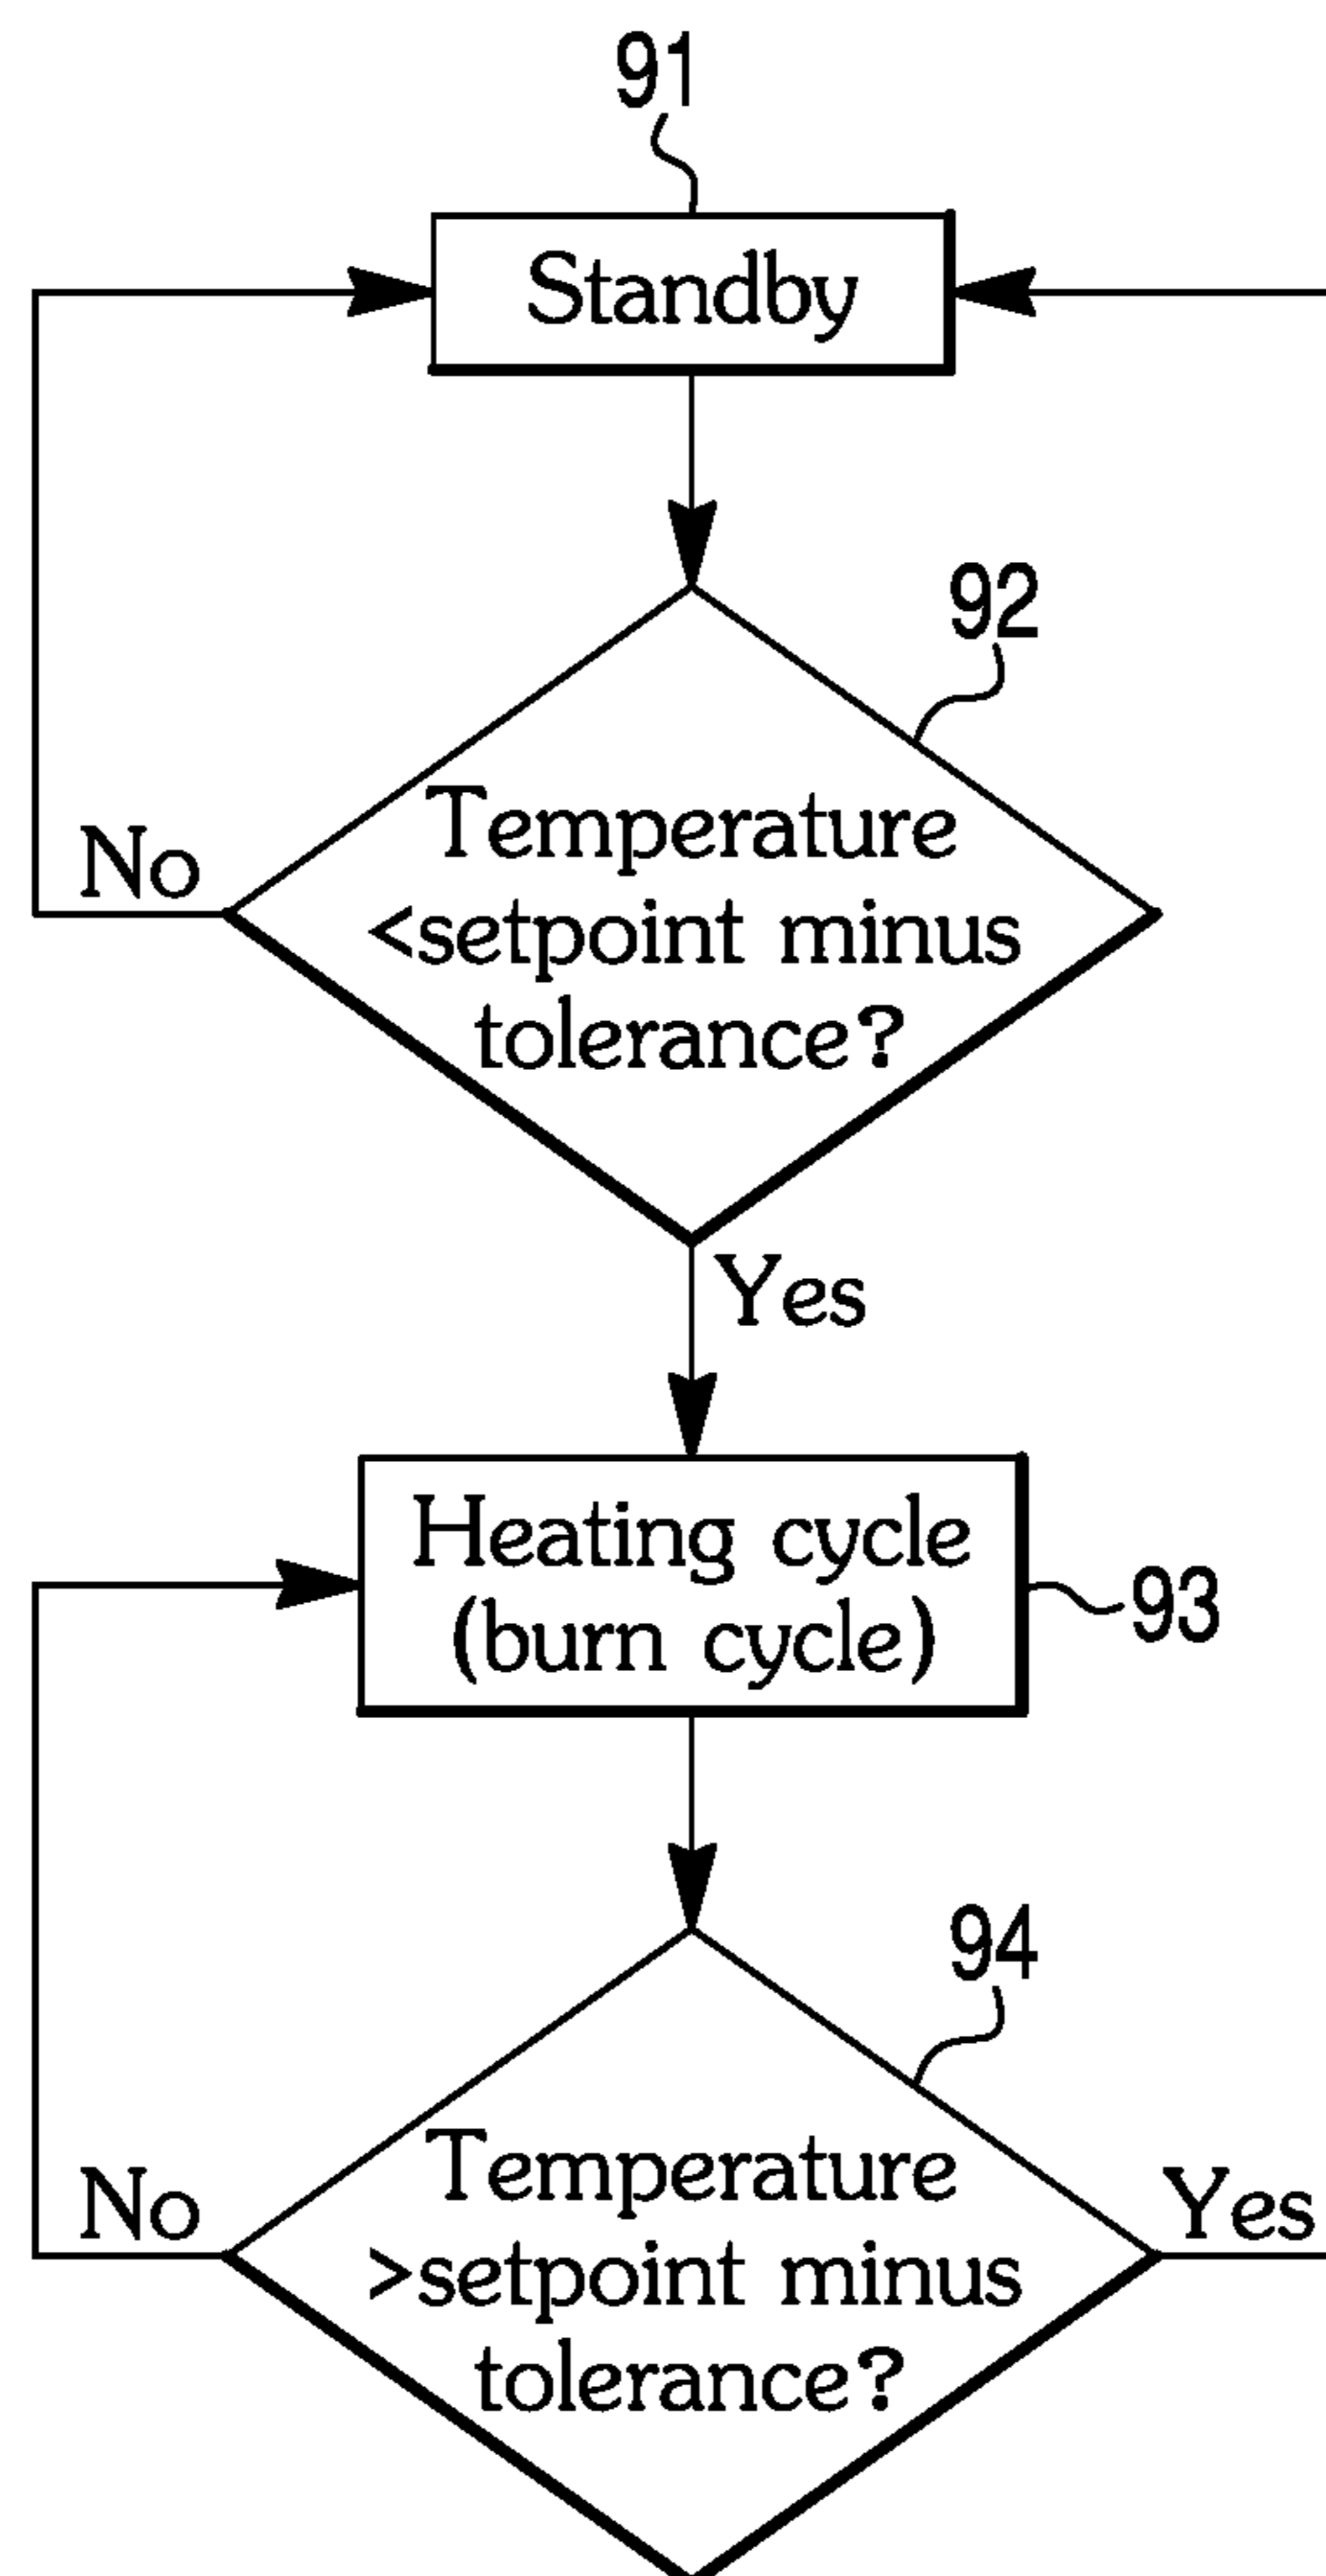 91
Standby
92
Temperature
<setpoint minus
tolerance?
No
Yes
Heating cycle
(burn cycle)
93
94
Temperature
>setpoint minus
tolerance?
No
Yes